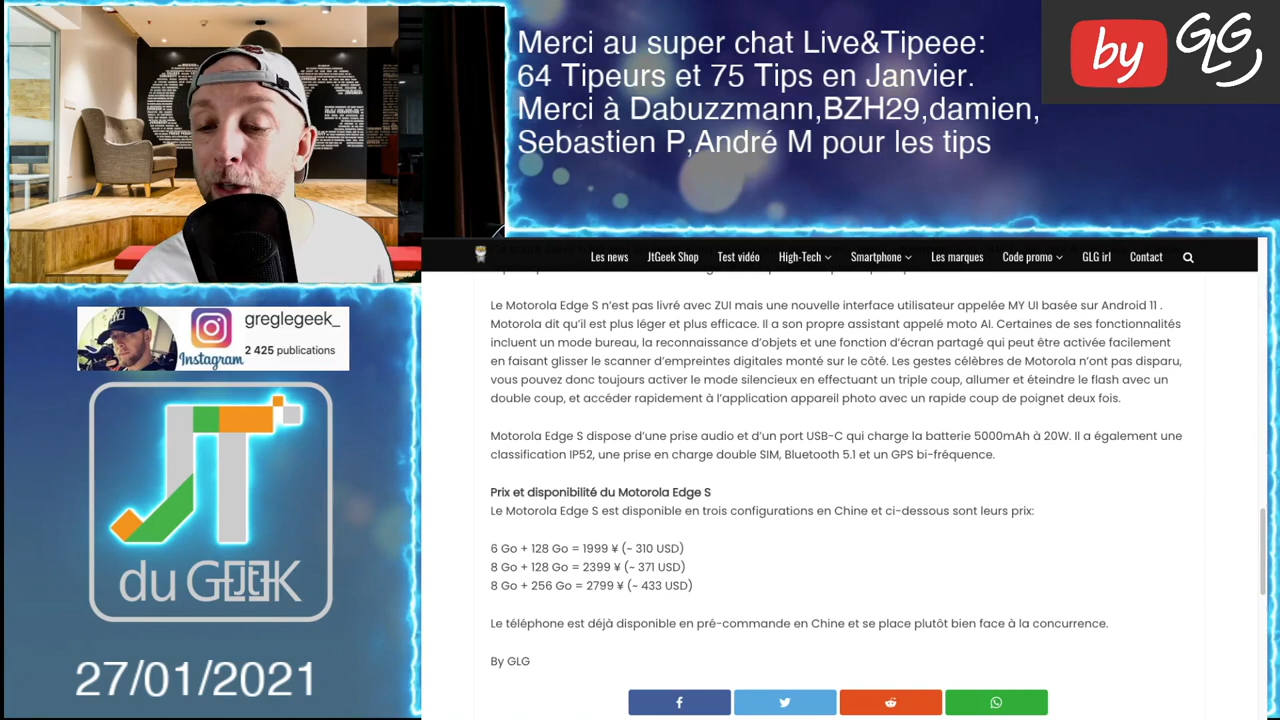 Merci au super chat Live&Tipeee:
64 Tipeurs et 75 Tips en Janvier.
Merci à Dabuzzmann,BZH29,damien,
Sebastien P,Andre M pour les tips
by GLG
Les news JtGeek Shop Test vidéo High-Tech Smartphone Les marques Code promo GLG irl Contact
Le Motorola Edge S n’est pas livré avec ZUI mais une nouvelle interface utilisateur appelée MY UI basée sur Android 11 .
Motorola dit qu’il est plus léger et plus efficace. Il a son propre assistant appelé moto AI. Certaines de ses fonctionnalités
incluent un mode bureau, la reconnaissance d’objets et une fonction d’écran partagé qui peut être activée facilement
en faisant glisser le scanner d’empreintes digitales monté sur le côté. Les gestes célèbres de Motorola n’ont pas disparu,
vous pouvez donc toujours activer le mode silencieux en effectuant un triple coup, allumer et éteindre le flash avec un
double coup, et accéder rapidement à l’application appareil photo avec un rapide coup de poignet deux fois.
Motorola Edge S dispose d’une prise audio et d’un port USB-C qui charge la batterie 5000mAh à 20W. Il a également une
classification IP52, une prise en charge double SIM, Bluetooth 5.1 et un GPS bi-fréquence.
Prix et disponibilité du Motorola Edge S
Le Motorola Edge S est disponible en trois configurations en Chine et ci-dessous sont leurs prix:
6 Go + 128 Go = 1999 ¥ (~ 310 USD)
8 Go + 128 Go = 2399 ¥ (~ 371 USD)
8 Go + 256 Go = 2799 ¥ (~ 433 USD)
Le téléphone est déjà disponible en pré-commande en Chine et se place plutôt bien face à la concurrence.
By GLG
greglegeek_
Instagram
2 425 publications
JT
du GEEK
27/01/2021